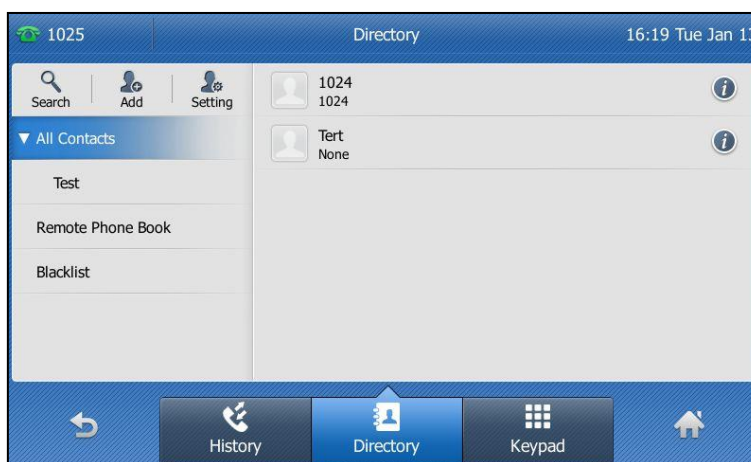 1025
Directory
16:19 Tue Jan 13
Search
Add
Setting
All Contacts
Test
Remote Phone Book
Blacklist
1024
1024
Tert
None
History
Directory
Keypad